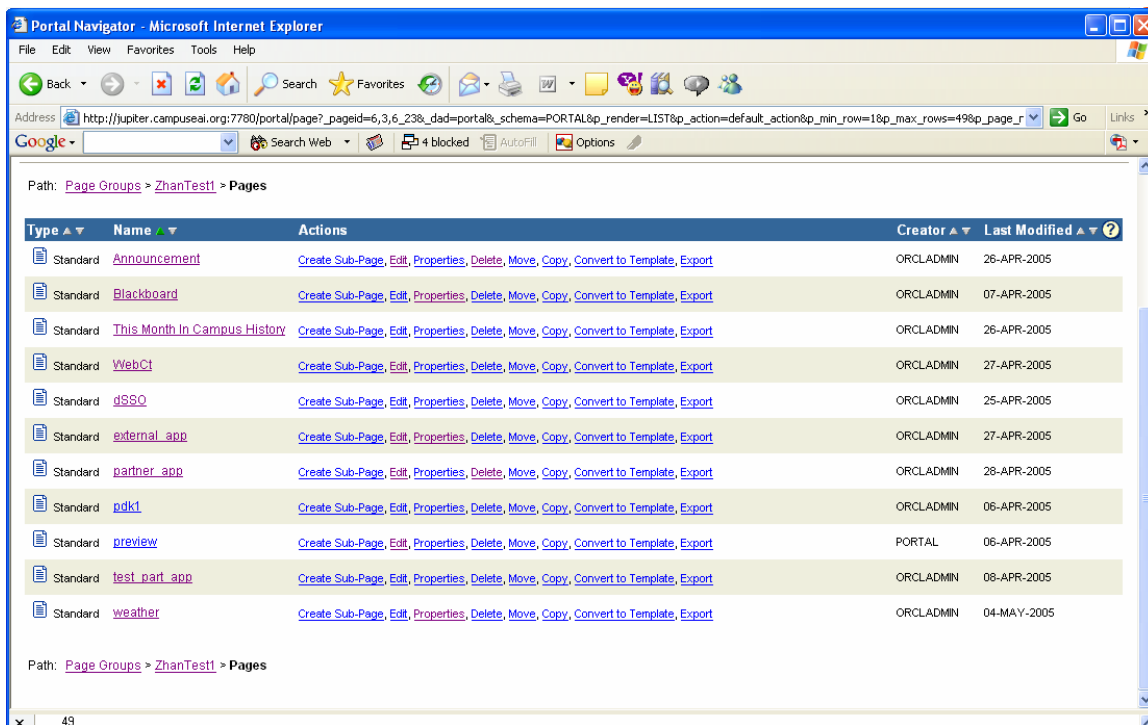 Portal Navigator - Microsoft Internet Explorer
File Edit View Favorites Tools Help
Back Search Favorites
Address http://jupiter.campuseai.org:7780/portal/page?_pageid=6,3,6_23&_dad=portal&_schema=PORTAL&p_render=LIST&p_action=default_action&p_min_row=1&p_max_rows=49&p_page_r Go Links
Google Search Web 4 blocked AutoFill Options
Path: Page Groups > ZhanTest1 > Pages
Type Name Actions Creator Last Modified ?
Standard Announcement Create Sub-Page, Edit, Properties, Delete, Move, Copy, Convert to Template, Export ORCLADMIN 26-APR-2005
Standard Blackboard Create Sub-Page, Edit, Properties, Delete, Move, Copy, Convert to Template, Export ORCLADMIN 07-APR-2005
Standard This Month In Campus History Create Sub-Page, Edit, Properties, Delete, Move, Copy, Convert to Template, Export ORCLADMIN 26-APR-2005
Standard WebCt Create Sub-Page, Edit, Properties, Delete, Move, Copy, Convert to Template, Export ORCLADMIN 27-APR-2005
Standard dSSO Create Sub-Page, Edit, Properties, Delete, Move, Copy, Convert to Template, Export ORCLADMIN 25-APR-2005
Standard external_app Create Sub-Page, Edit, Properties, Delete, Move, Copy, Convert to Template, Export ORCLADMIN 27-APR-2005
Standard partner_app Create Sub-Page, Edit, Properties, Delete, Move, Copy, Convert to Template, Export ORCLADMIN 28-APR-2005
Standard pdk1 Create Sub-Page, Edit, Properties, Delete, Move, Copy, Convert to Template, Export ORCLADMIN 06-APR-2005
Standard preview Create Sub-Page, Edit, Properties, Delete, Move, Copy, Convert to Template, Export PORTAL 06-APR-2005
Standard test_part_app Create Sub-Page, Edit, Properties, Delete, Move, Copy, Convert to Template, Export ORCLADMIN 08-APR-2005
Standard weather Create Sub-Page, Edit, Properties, Delete, Move, Copy, Convert to Template, Export ORCLADMIN 04-MAY-2005
Path: Page Groups > ZhanTest1 > Pages
x 49